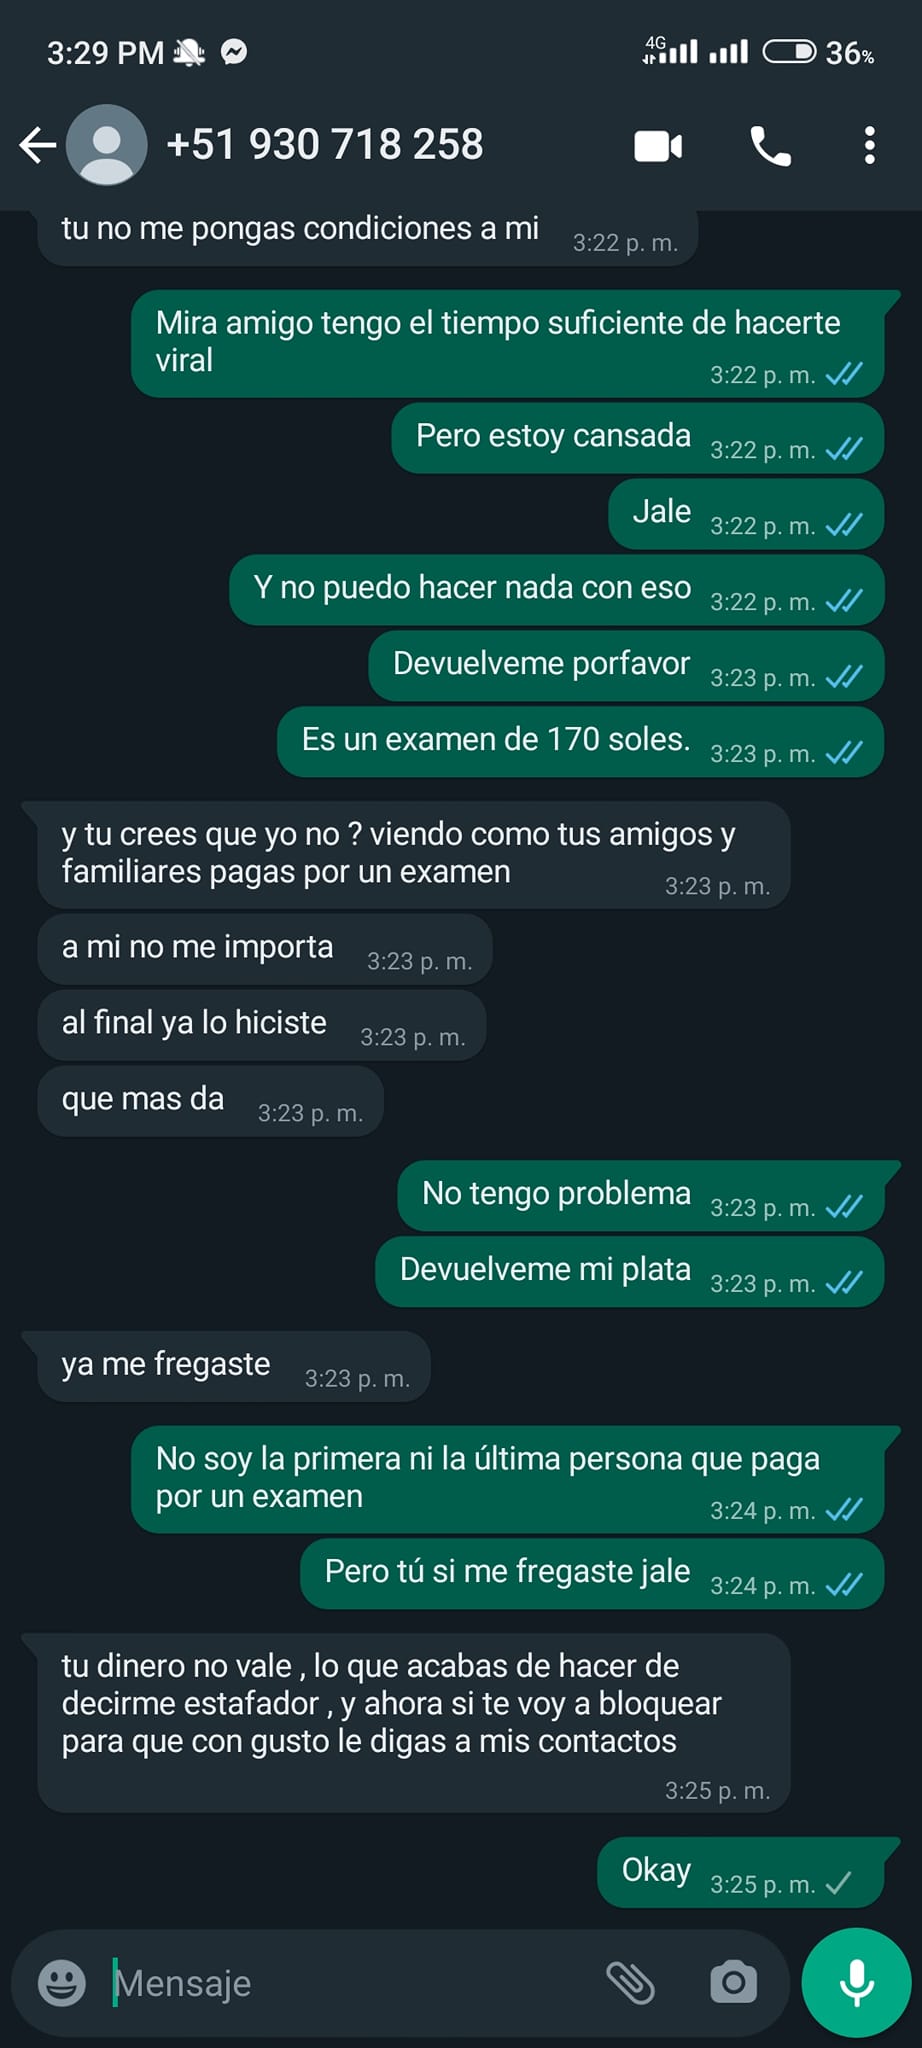 3:29 PM
4G
36%
+51 930 718 258
tu no me pongas condiciones a mi
3:22 p. m.
Mira amigo tengo el tiempo suficiente de hacerte
viral
3:22 p. m.
Pero estoy cansada
3:22 p. m.
Jale
3:22 p. m.
Y no puedo hacer nada con eso
3:22 p. m.
Devuelveme porfavor
3:23 p. m.
Es un examen de 170 soles.
3:23 p. m.
y tu crees que yo no ? viendo como tus amigos y
familiares pagas por un examen
3:23 p. m.
a mi no me importa
3:23 p. m.
al final ya lo hiciste
3:23 p. m.
que mas da
3:23 p. m.
No tengo problema
3:23 p. m.
Devuelveme mi plata
3:23 p. m.
ya me fregaste
3:23 p. m.
No soy la primera ni la última persona que paga
por un examen
3:24 p. m.
Pero tú si me fregaste jale
3:24 p. m.
tu dinero no vale , lo que acabas de hacer de
decirme estafador , y ahora si te voy a bloquear
para que con gusto le digas a mis contactos
3:25 p. m.
Okay
3:25 p. m.
Mensaje